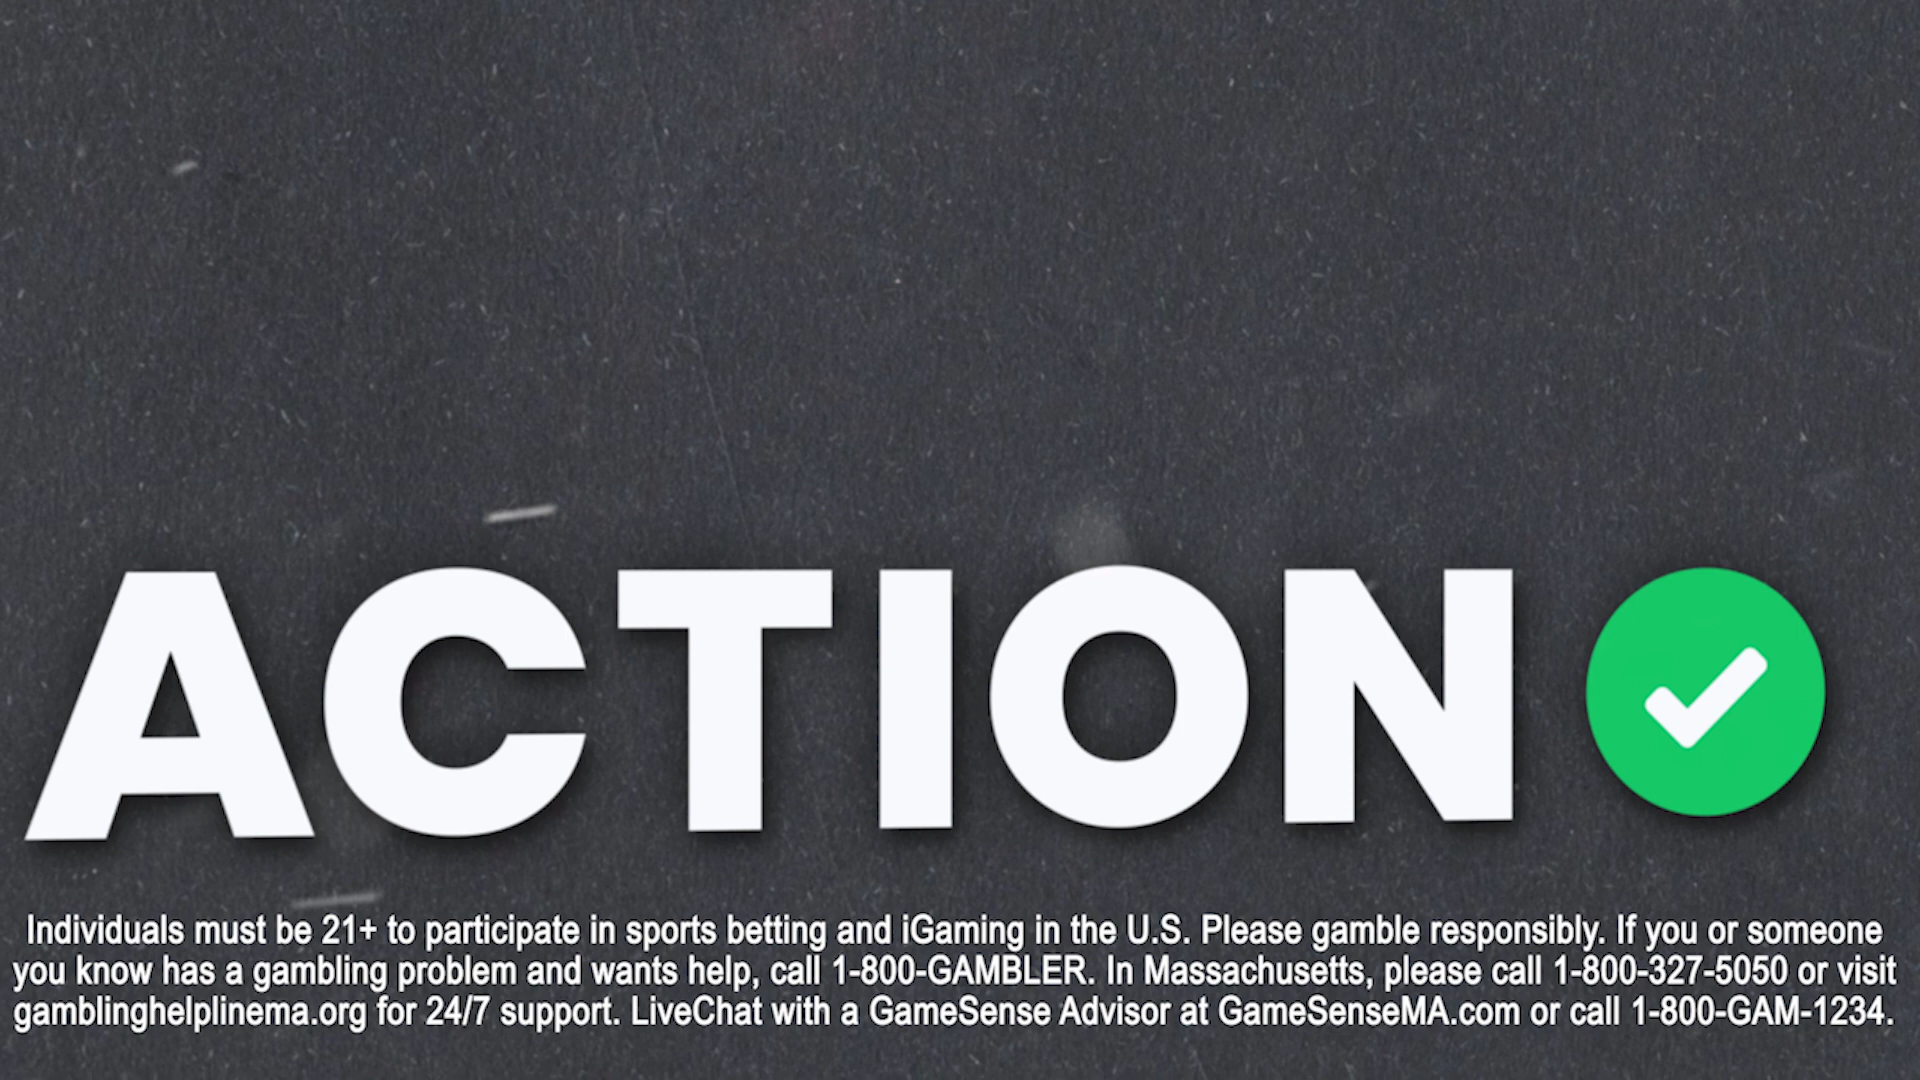 ACTION
Individuals must be 21+ to participate in sports betting and iGaming in the U.S. Please gamble responsibly. If you or someone
you know has a gambling problem and wants help, call 1-800-GAMBLER. In Massachusetts, please call 1-800-327-5050 or visit
gamblinghelplinema.org for 24/7 support. LiveChat with a GameSense Advisor at GameSenseMA.com or call 1-800-GAM-1234.